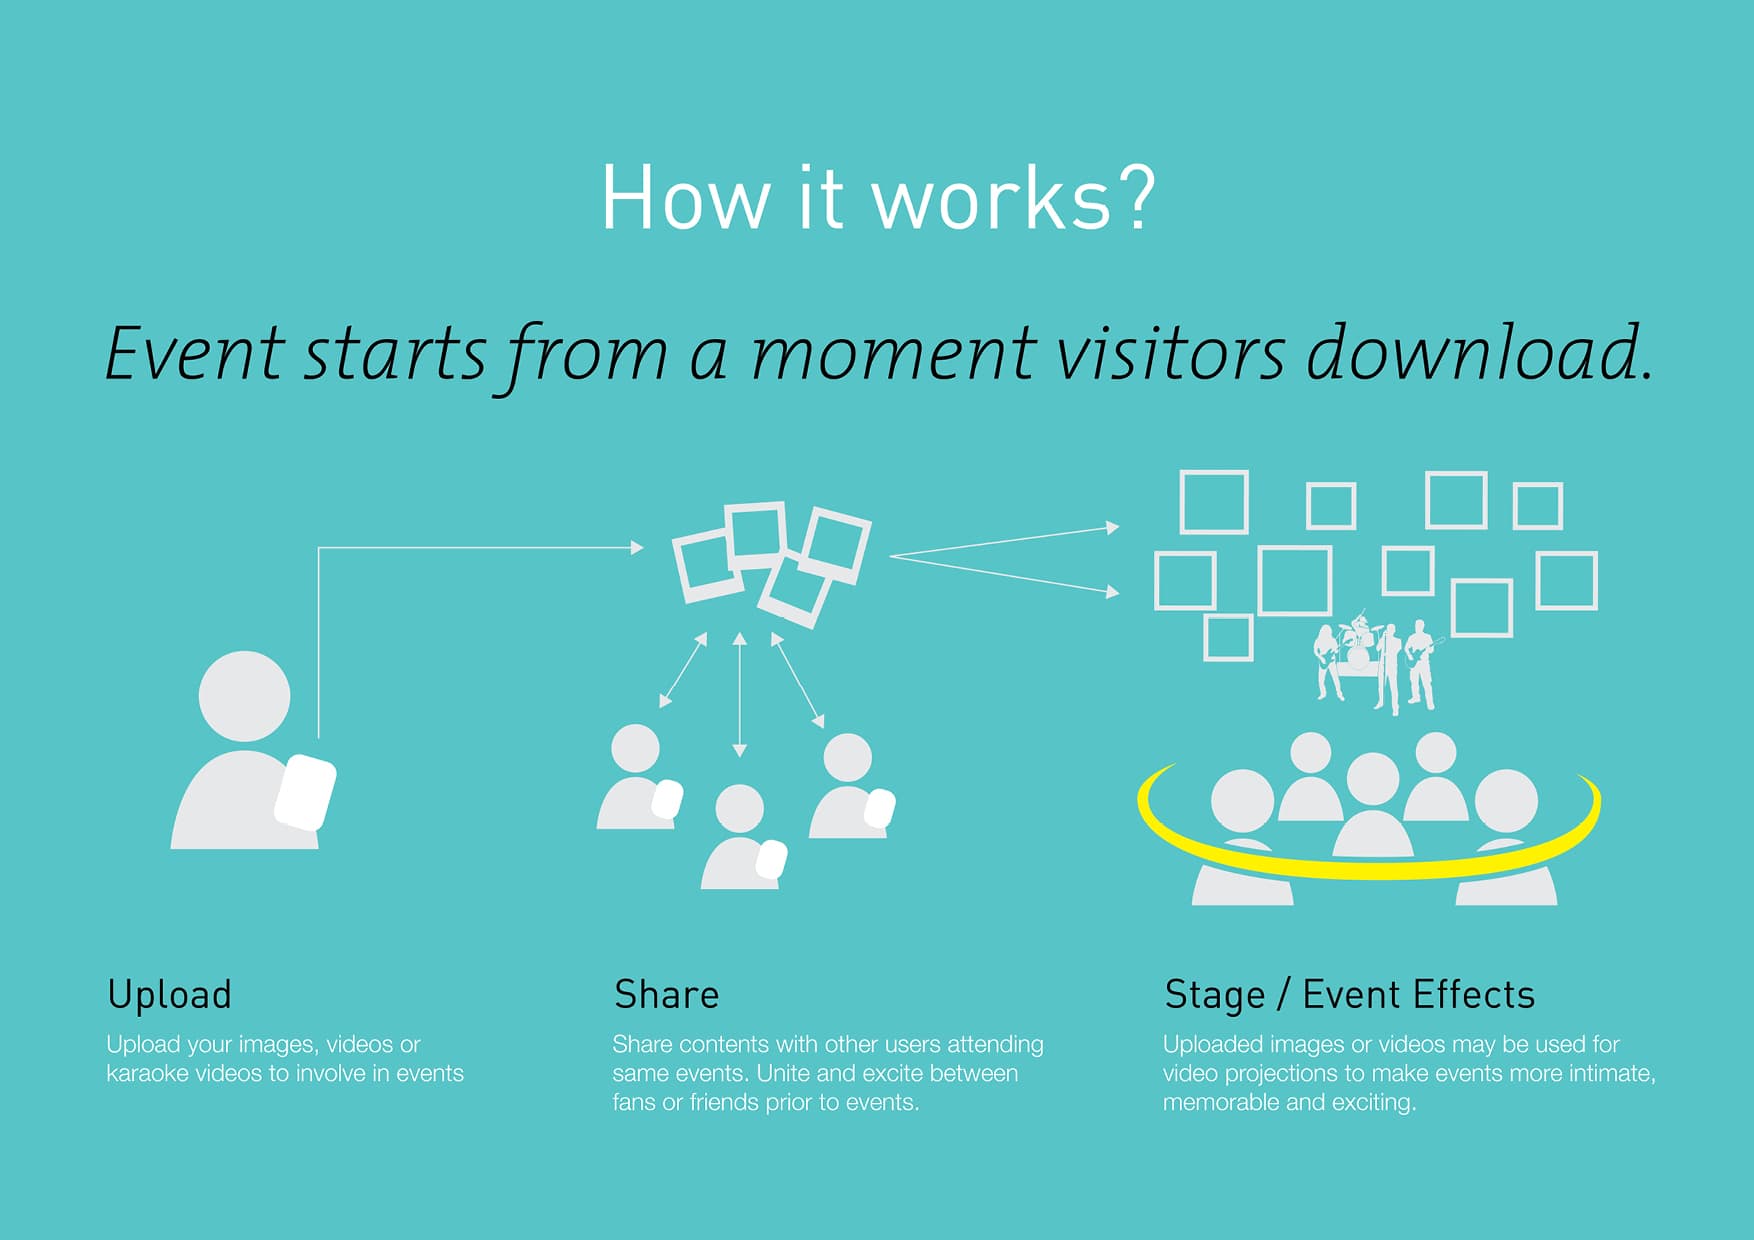 How it works?
Event starts from a moment visitors download.
Upload
Upload your images, videos or
karaoke videos to involve in events
Share
Share contents with other users attending
same events. Unite and excite between
fans or friends prior to events.
Stage / Event Effects
Uploaded images or videos may be used for
video projections to make events more intimate,
memorable and exciting.